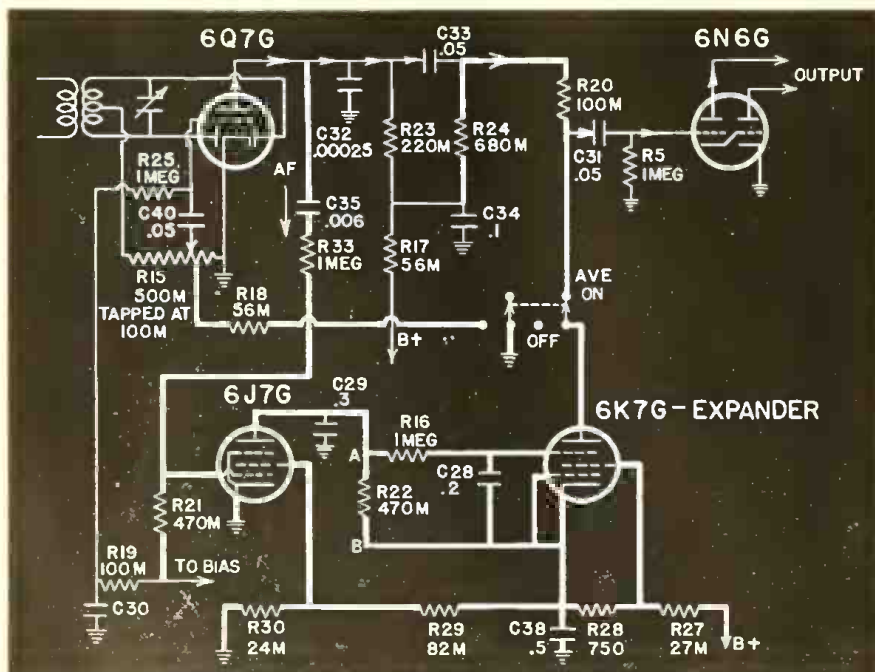 6Q7G
C33
.05
6N6G
OUTPUT
R20
100M
C32
.00025
R23
220M
R24
680M
C31
.05
R5
1MEG
R25
1MEG
AF
C40
.05
C35
.006
C34
.1
R33
1MEG
R17
56M
R15
500M
TAPPED AT
100M
R18
56M
AVE
ON
OFF
B+
6J7G
C29
.3
6K7G-EXPANDER
R16
1MEG
A
C28
.2
R22
470M
R21
470M
B
R19
100M
TO BIAS
C30
R30
24M
R29
82M
C38
.5
R28
750
R27
27M
B+